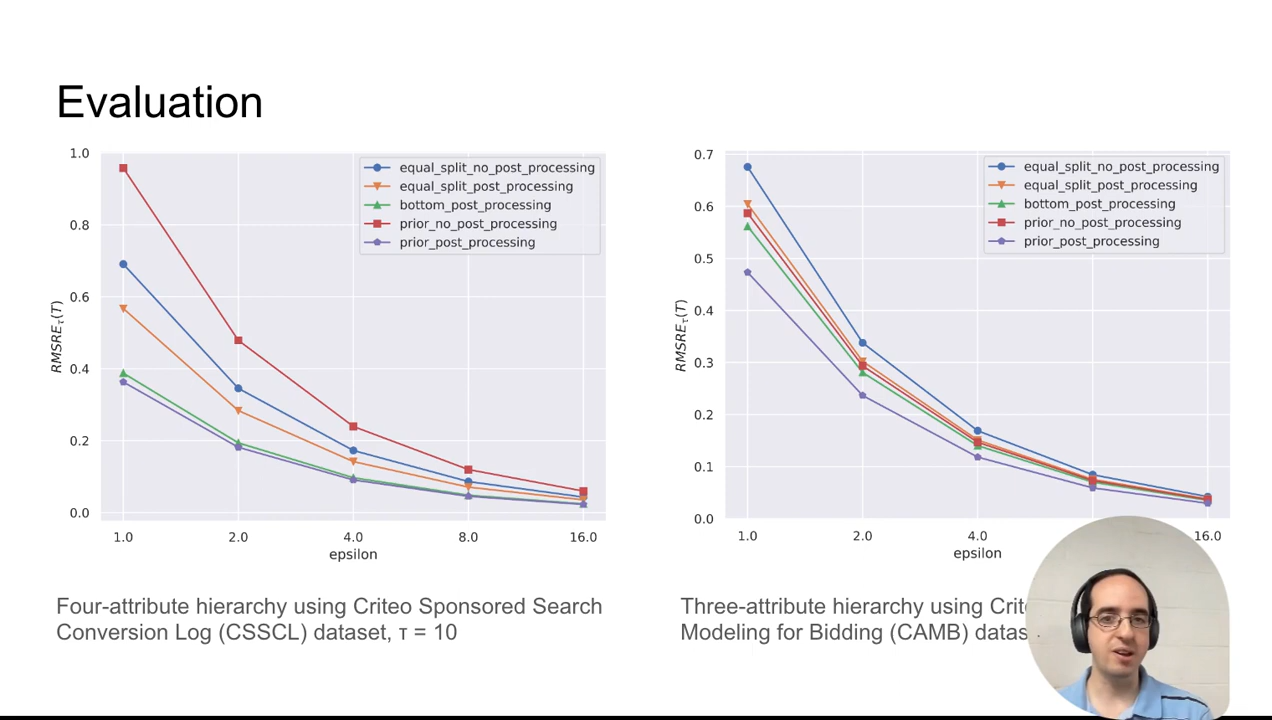 Evaluation
1.0
0.8
0.6
0.4
0.2
0.0
RMSREτ(T)
equal_split_no_post_processing
equal_split_post_processing
bottom_post_processing
prior_no_post_processing
prior_post_processing
1.0 2.0 4.0 8.0 16.0
epsilon
Four-attribute hierarchy using Criteo Sponsored Search
Conversion Log (CSSCL) dataset, τ = 10
0.7
0.6
0.5
0.4
0.3
0.2
0.1
0.0
RMSREτ(T)
equal_split_no_post_processing
equal_split_post_processing
bottom_post_processing
prior_no_post_processing
prior_post_processing
1.0 2.0 4.0 16.0
epsilon
Three-attribute hierarchy using
Modeling for Bidding (CAMB)